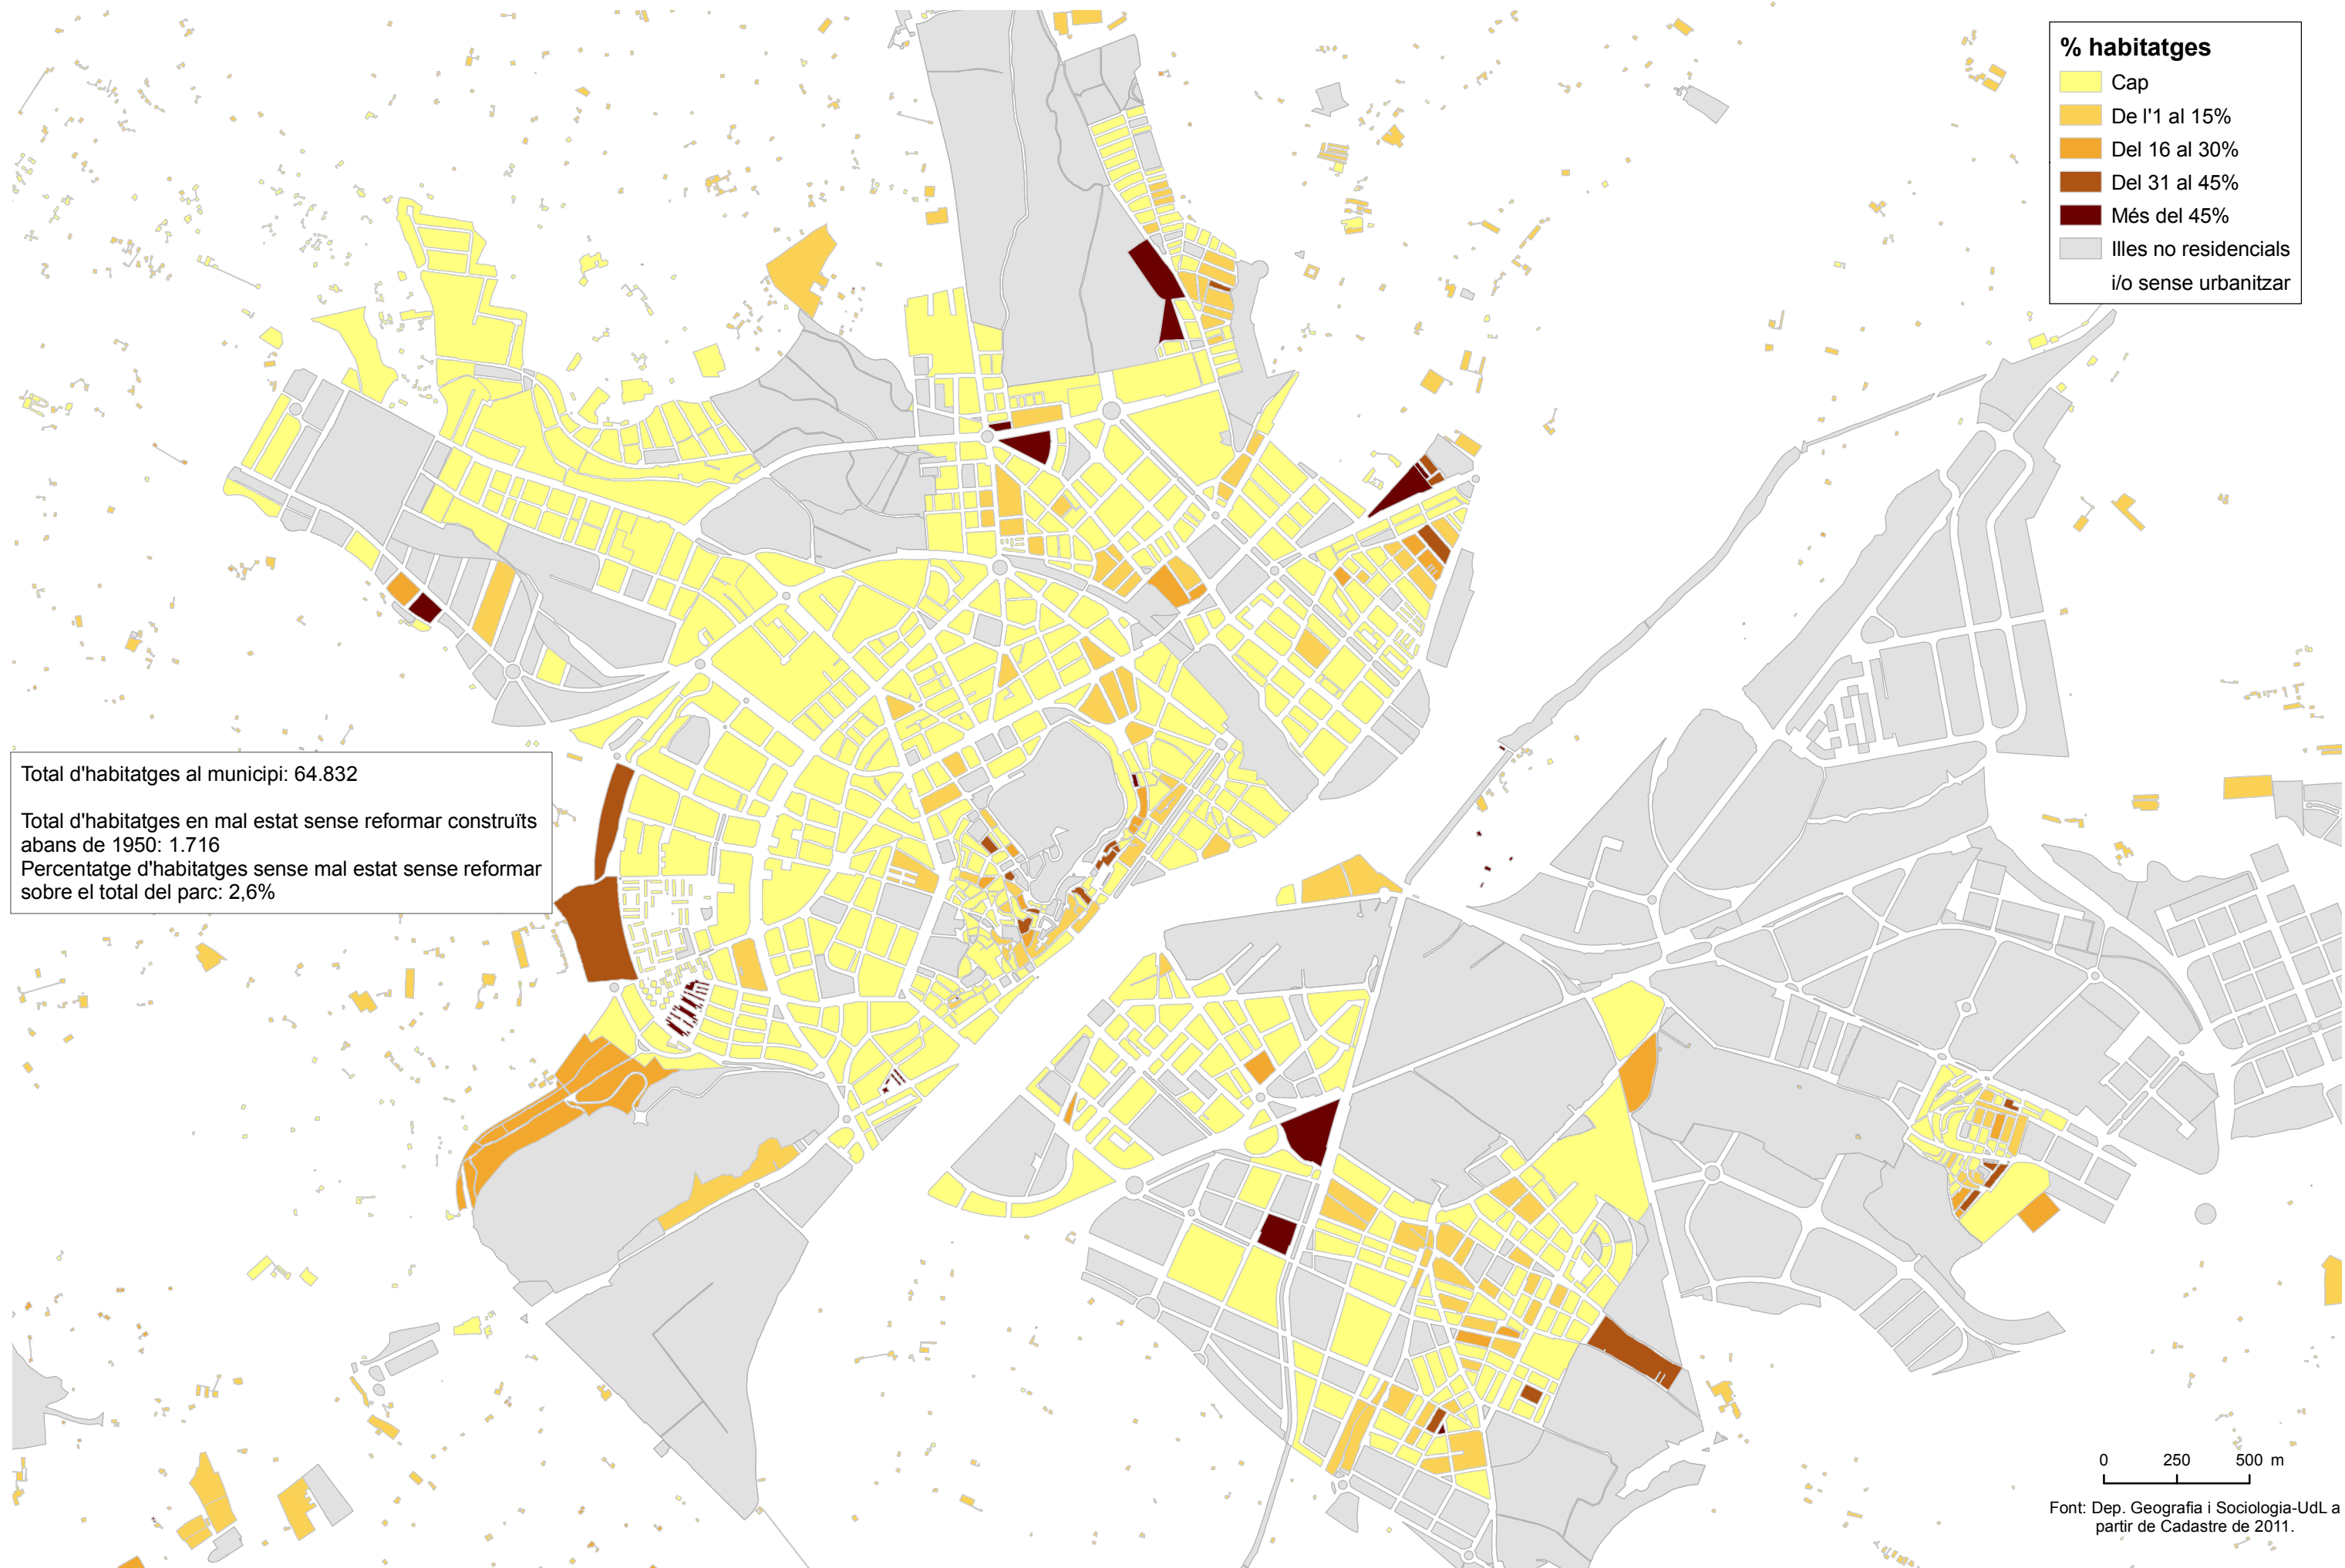 % habitatges
Cap
De l'1 al 15%
Del 16 al 30%
Del 31 al 45%
Més del 45%
Illes no residencials
i/o sense urbanitzar
Total d'habitatges al municipi: 64.832
Total d'habitatges en mal estat sense reformar construïts
abans de 1950: 1.716
Percentatge d'habitatges sense mal estat sense reformar
sobre el total del parc: 2,6%
0 250 500 m
Font: Dep. Geografia i Sociologia-UdL a
partir de Cadastre de 2011.